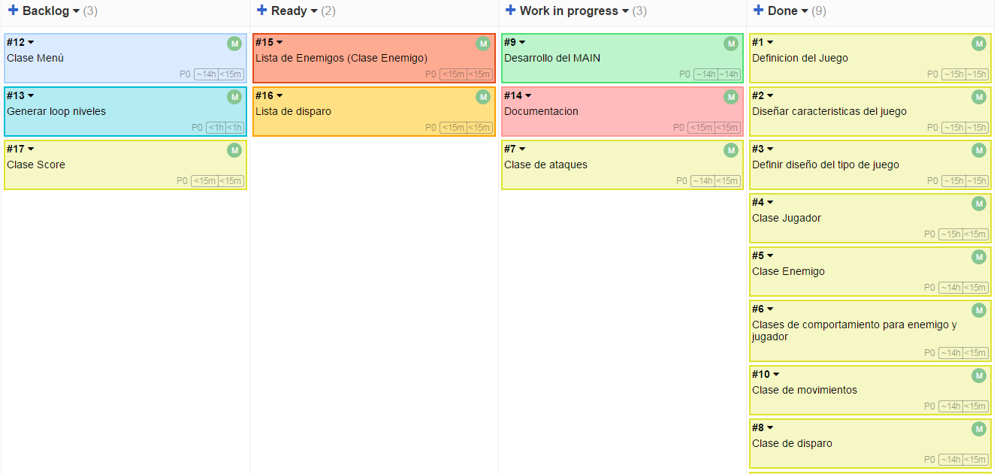 Backlog (3)
#12
M
Clase Menú
P0 ~14h <15m
#13
M
Generar loop niveles
P0 <1h <1h
#17
M
Clase Score
P0 <15m <15m
Ready (2)
#15
M
Lista de Enemigos (Clase Enemigo)
P0 <15m <15m
#16
M
Lista de disparo
P0 <15m <15m
Work in progress (3)
#9
M
Desarrollo del MAIN
P0 ~14h ~14h
#14
M
Documentacion
P0 <15m <15m
#7
M
Clase de ataques
P0 ~14h <15m
Done (9)
#1
M
Definicion del Juego
P0 ~15h ~15h
#2
M
Diseñar caracteristicas del juego
P0 ~15h ~15h
#3
M
Definir diseño del tipo de juego
P0 ~15h ~15h
#4
M
Clase Jugador
P0 ~15h <15m
#5
M
Clase Enemigo
P0 ~14h <15m
#6
M
Clases de comportamiento para enemigo y
jugador
P0 ~14h <15m
#10
M
Clase de movimientos
P0 ~14h <15m
#8
M
Clase de disparo
P0 ~14h <15m